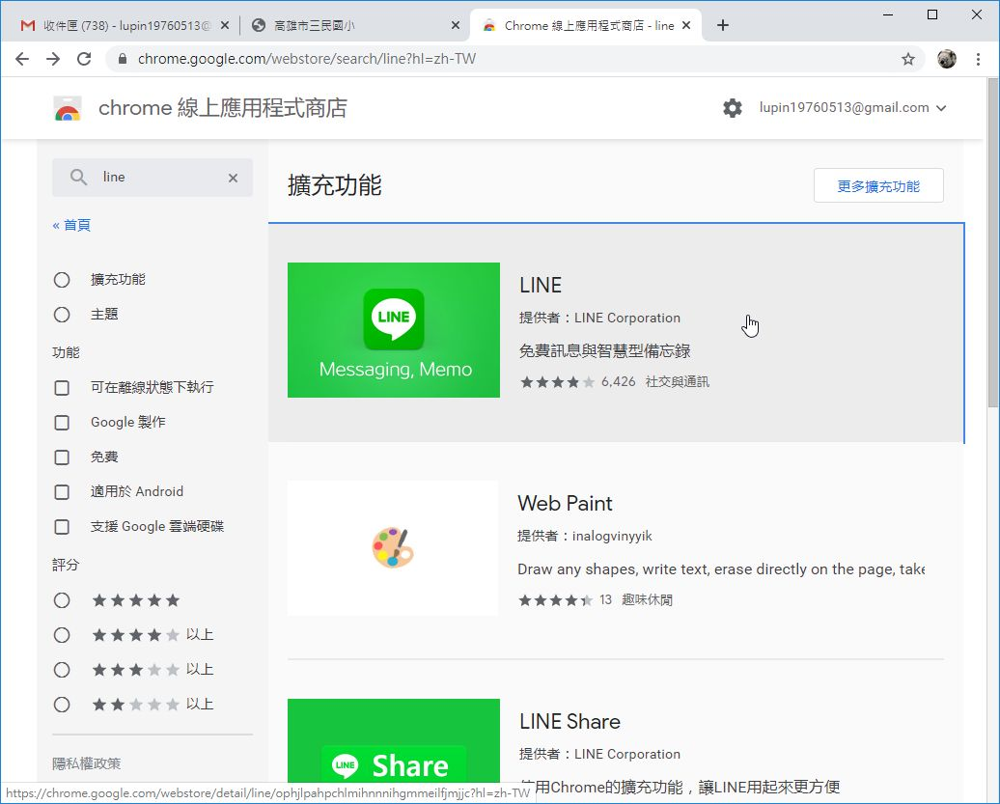 收件匣 (738) - lupin19760513@
高雄市三民國小
Chrome 線上應用程式商店 - line
chrome.google.com/webstore/search/line?hl=zh-TW
chrome 線上應用程式商店
lupin19760513@gmail.com
line
« 首頁
擴充功能
主題
功能
可在離線狀態下執行
Google 製作
免費
適用於 Android
支援 Google 雲端硬碟
評分
以上
以上
以上
隱私權政策
擴充功能
更多擴充功能
LINE
Messaging, Memo
LINE
提供者：LINE Corporation
免費訊息與智慧型備忘錄
6,426 社交與通訊
Web Paint
提供者：inalogvinyyik
Draw any shapes, write text, erase directly on the page, take
13 趣味休閒
LINE Share
LINE Share
提供者：LINE Corporation
使用Chrome的擴充功能，讓LINE用起來更方便
https://chrome.google.com/webstore/detail/line/ophjlpahpchlmihnnnihgmmeilfjmjjc?hl=zh-TW